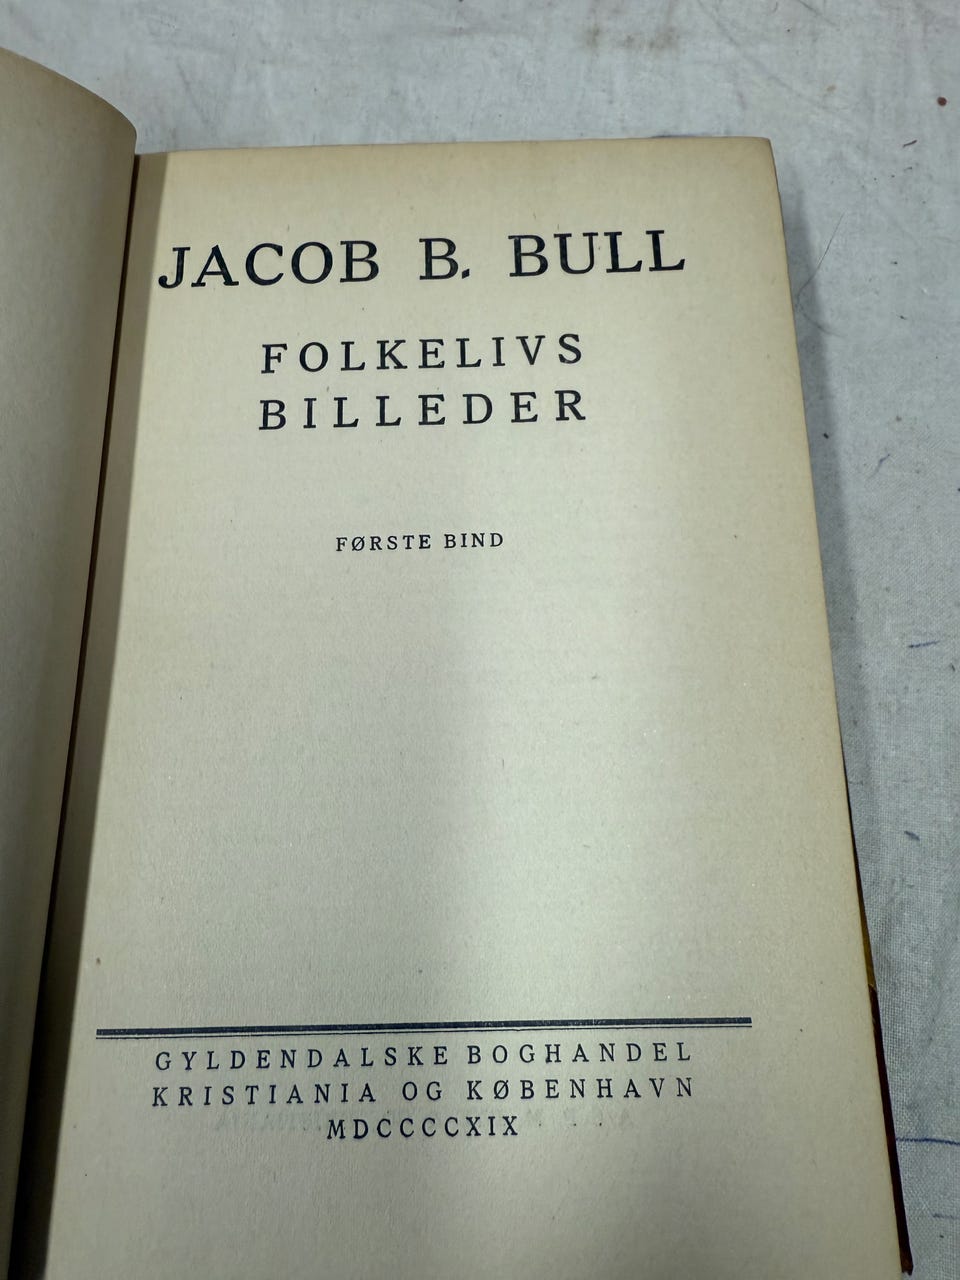 JACOB B. BULL
FOLKELIVS
BILLEDER
FØRSTE BIND
GYLDENDALSKE BOGHANDEL
KRISTIANIA OG KØBENHAVN
MDCCCCXIX